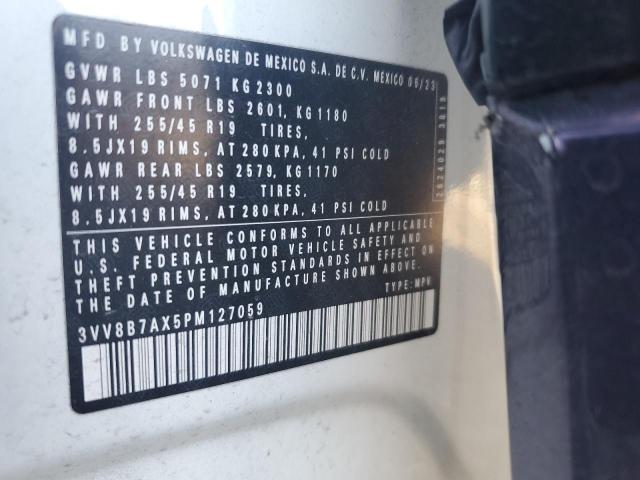 MFD BY VOLKSWAGEN DE MEXICO S.A. DE C.V. MEXICO 06/23
GVWR LBS 5071 KG 2300
GAWR FRONT LBS 2601, KG 1180
WITH 255/45 R19 TIRES,
8.5JX19 RIMS, AT 280 KPA, 41 PSI COLD
GAWR REAR LBS 2579, KG 1170
WITH 255/45 R19 TIRES,
8.5JX19 RIMS, AT 280 KPA, 41 PSI COLD
THIS VEHICLE CONFORMS TO ALL APPLICABLE
U.S. FEDERAL MOTOR VEHICLE SAFETY AND
THEFT PREVENTION STANDARDS IN EFFECT ON
THE DATE OF MANUFACTURE SHOWN ABOVE.
3VV8B7AX5PM127059 TYPE: MPV
2624029 3015